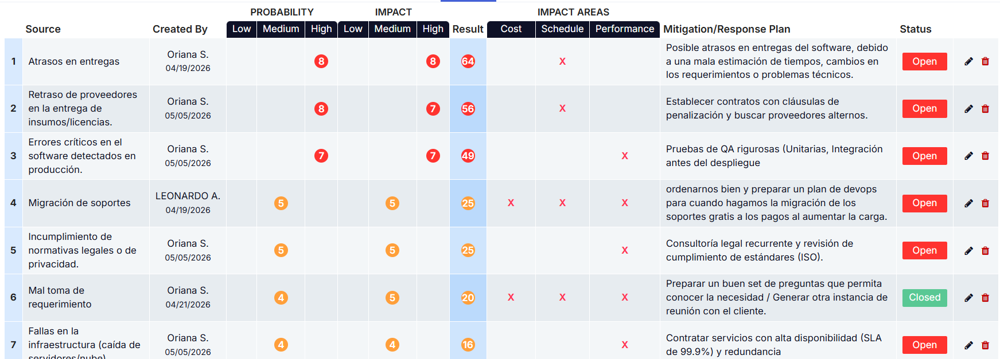 PROBABILITY IMPACT IMPACT AREAS
Source Created By Low Medium High Low Medium High Result Cost Schedule Performance Mitigation/Response Plan Status
1 Atrasos en entregas Oriana S. 04/19/2026 8 8 64 X Posible atrasos en entregas del software, debido
a una mala estimación de tiempos, cambios en
los requerimientos o problemas técnicos. Open
2 Retraso de proveedores
en la entrega de
insumos/licencias. Oriana S. 05/05/2026 8 7 56 X Establecer contratos con cláusulas de
penalización y buscar proveedores alternos. Open
3 Errores críticos en el
software detectados en
producción. Oriana S. 05/05/2026 7 7 49 X Pruebas de QA rigurosas (Unitarias, Integración
antes del despliegue Open
4 Migración de soportes LEONARDO A. 04/19/2026 5 5 25 X X X ordenarnos bien y preparar un plan de devops
para cuando hagamos la migración de los
soportes gratis a los pagos al aumentar la carga. Open
5 Incumplimiento de
normativas legales o de
privacidad. Oriana S. 05/05/2026 5 5 25 X Consultoría legal recurrente y revisión de
cumplimiento de estándares (ISO). Open
6 Mal toma de
requerimiento Oriana S. 04/21/2026 4 5 20 X X X Preparar un buen set de preguntas que permita
conocer la necesidad / Generar otra instancia de
reunión con el cliente. Closed
7 Fallas en la
infraestructura (caída de
servidores/nube) Oriana S. 05/05/2026 4 4 16 X Contratar servicios con alta disponibilidad (SLA
de 99.9%) y redundancia Open